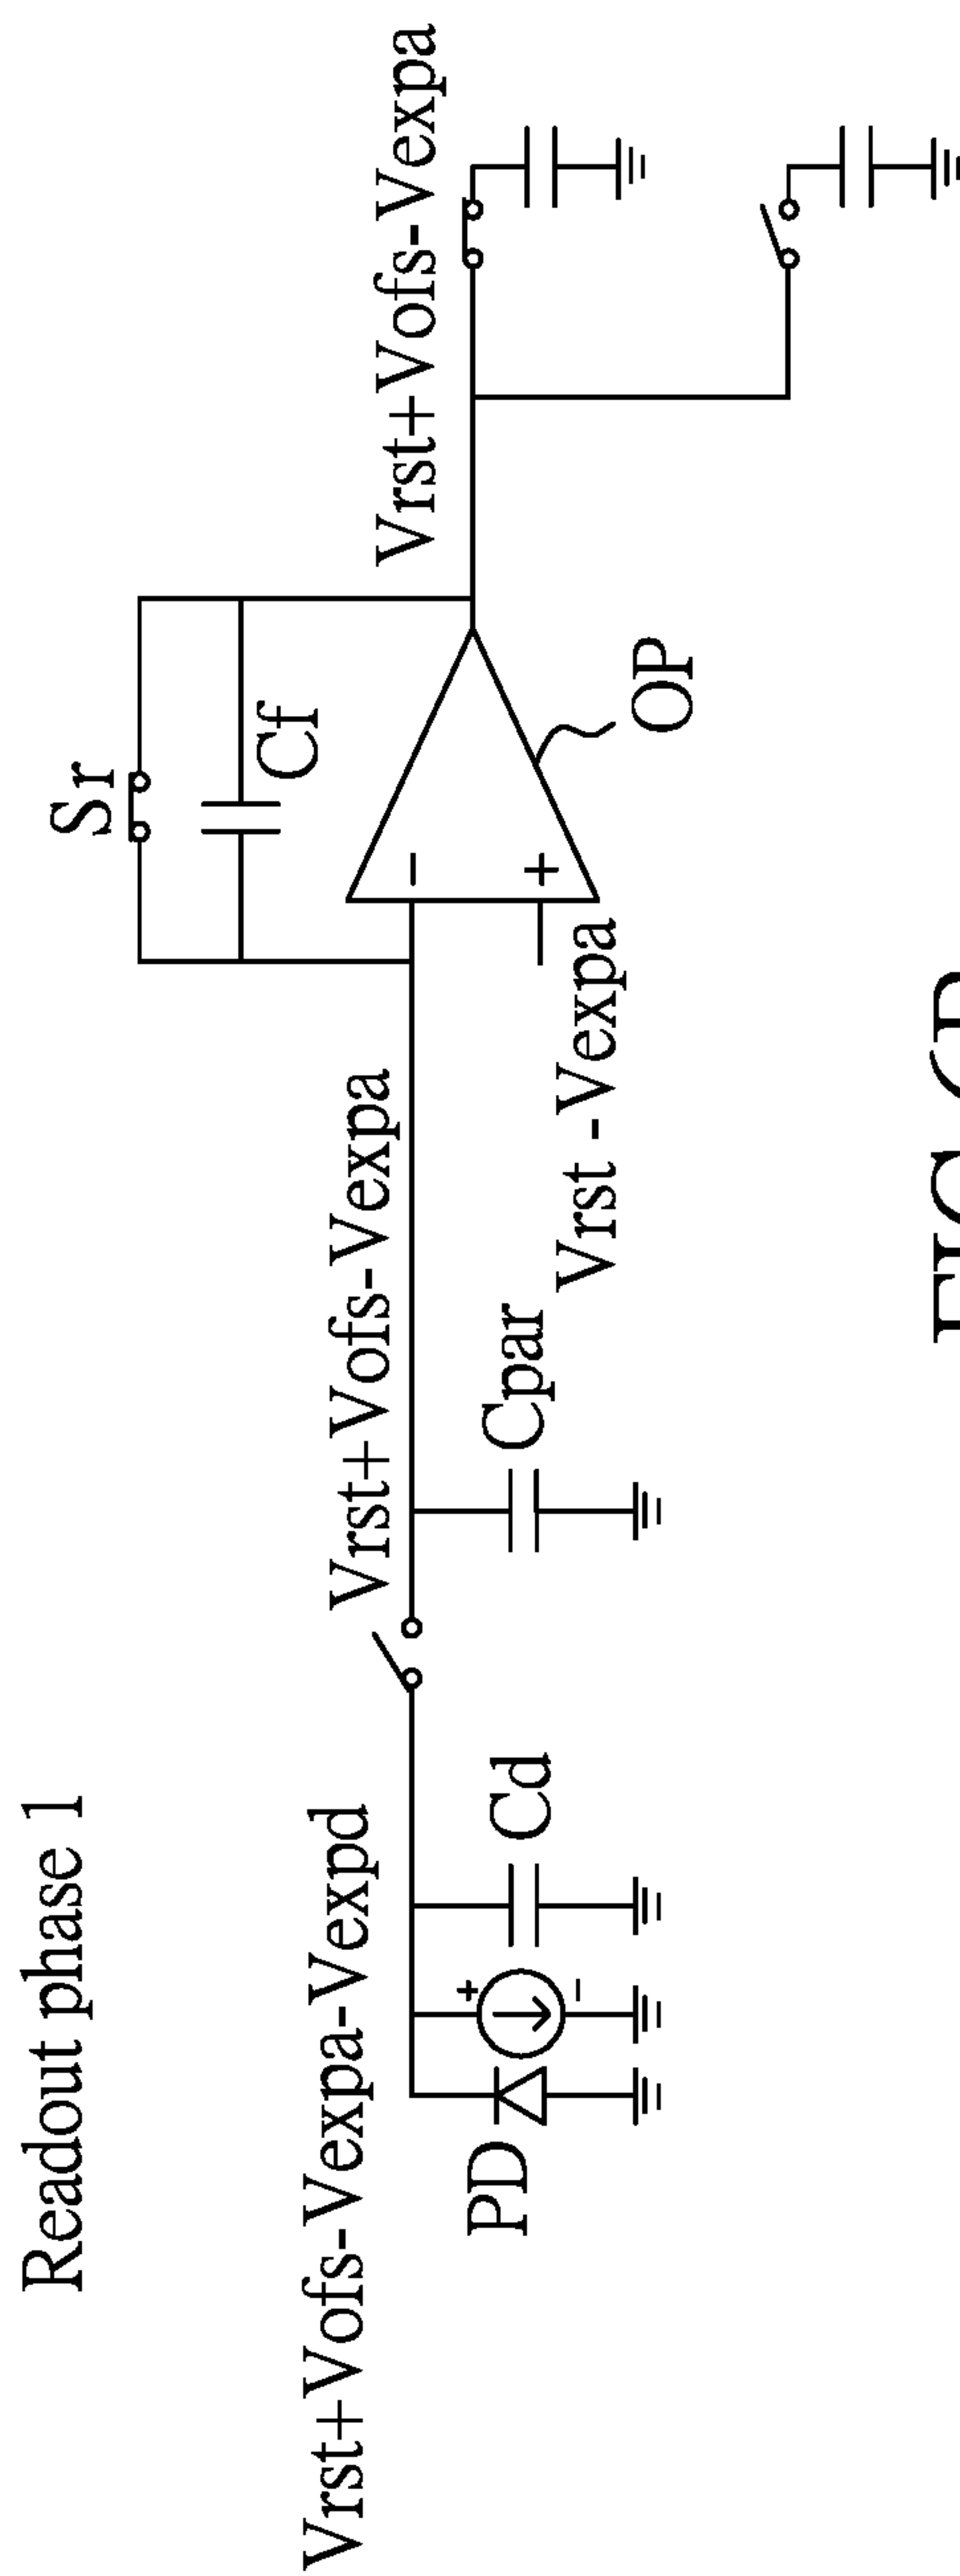 Readout phase 1
Vrst+Vofs-Vexpa-Vexpd
Vrst+Vofs-Vexpa
Vrst+Vofs-Vexpa
Sr
Cf
PD
Cd
Cpar
Vrst -Vexpa
OP